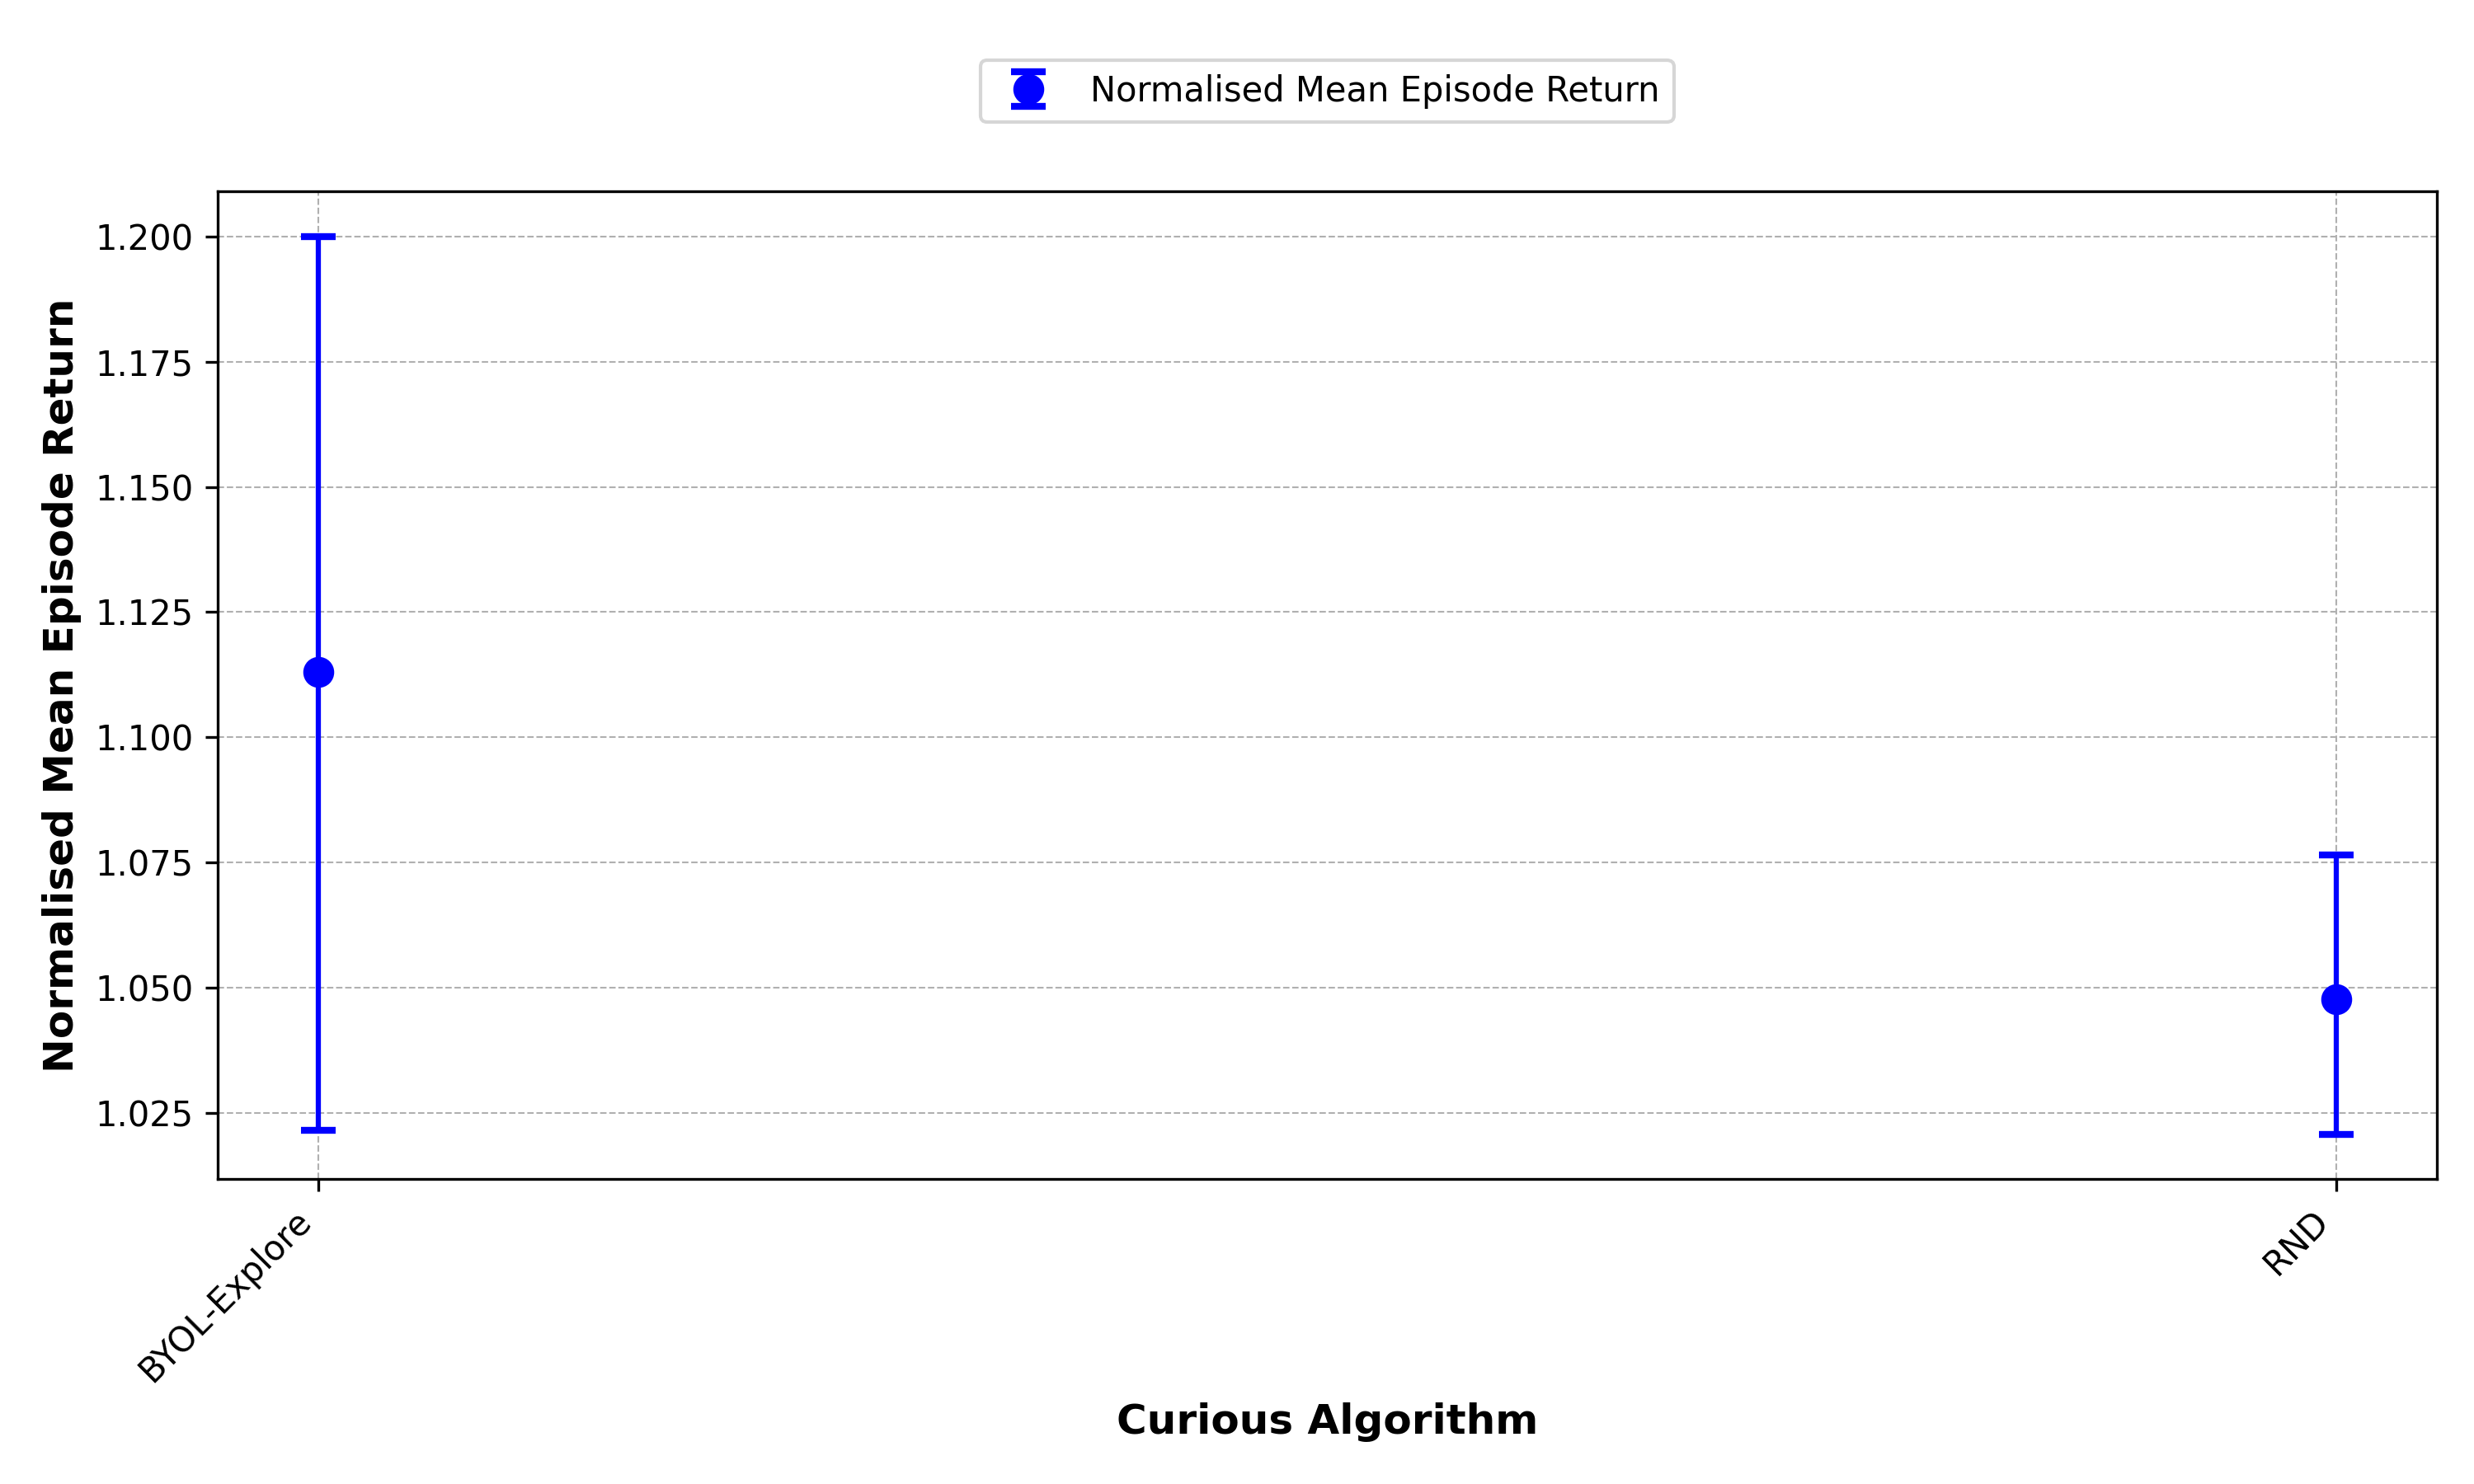 Normalised Mean Episode Return
Normalised Mean Episode Return
1.200
1.175
1.150
1.125
1.100
1.075
1.050
1.025
BYOL-Explore
RND
Curious Algorithm